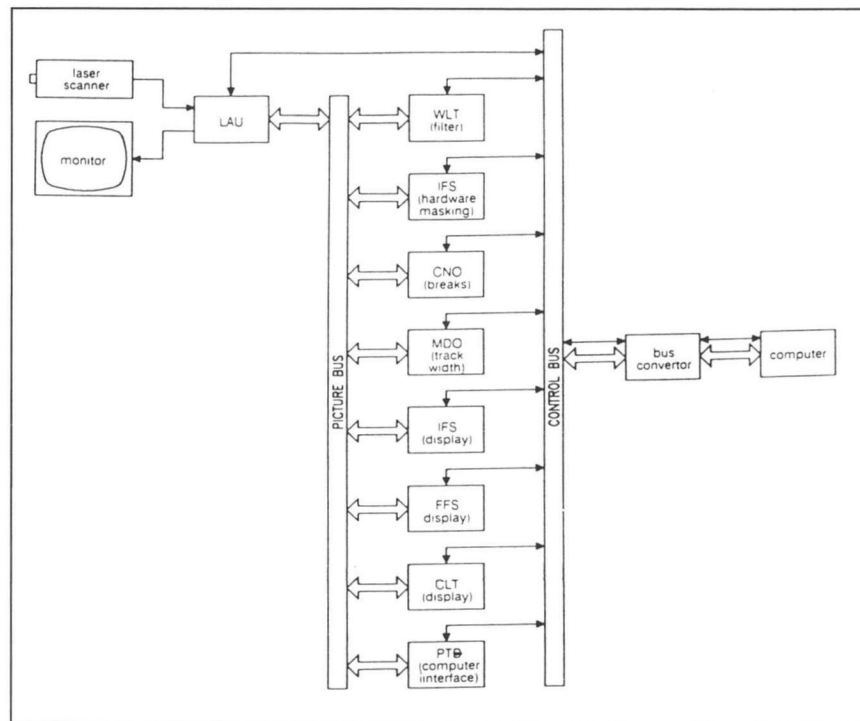 laser
scanner
LAU
monitor
WLT
(filter)
IFS
(hardware
masking)
CNO
(breaks)
MDO
(track
width)
IFS
(display)
FFS
display)
CLT
(display)
(computer
interface)
PICTURE BUS
CONTROL BUS
bus
convertor
computer